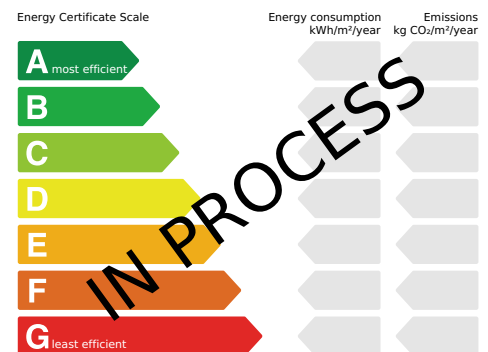 Energy Certificate Scale
Energy consumption
kWh/m²/year
Emissions
kg CO₂/m²/year
A most efficient
B
C
D
E
F
G least efficient
IN PROCESS